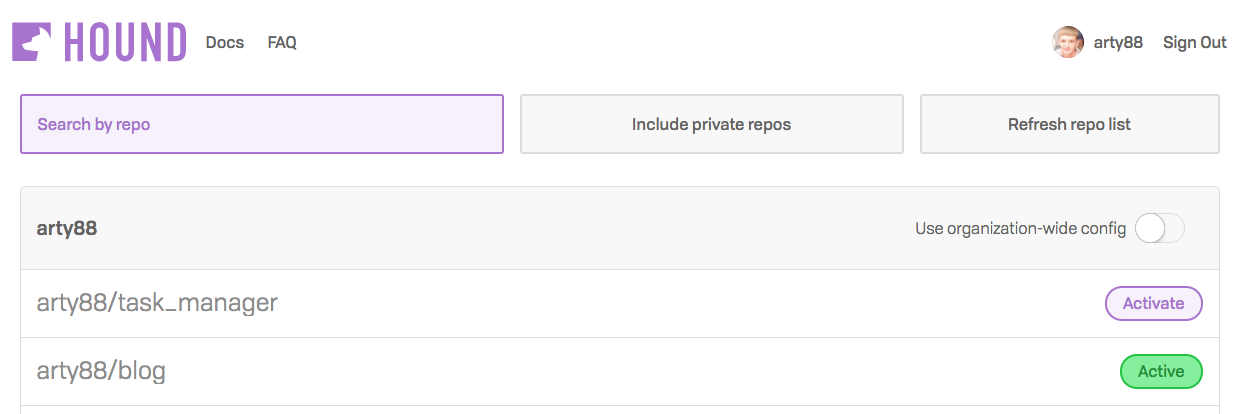 HOUND Docs FAQ arty88 Sign Out
Search by repo Include private repos Refresh repo list
arty88 Use organization-wide config
arty88/task_manager Activate
arty88/blog Active